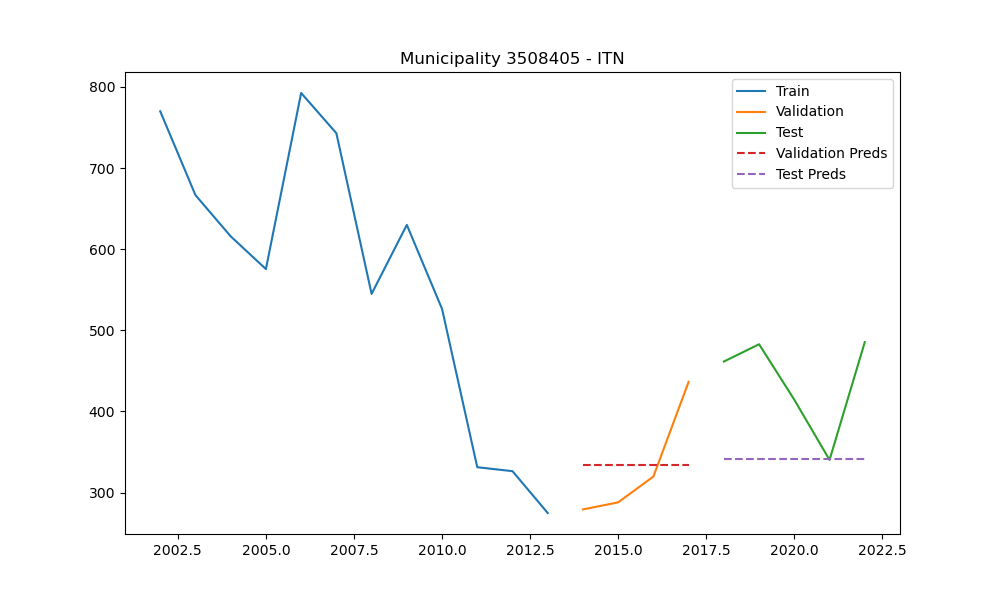 Municipality 3508405 - ITN
Train
Validation
Test
Validation Preds
Test Preds
800
700
600
500
400
300
2002.5 2005.0 2007.5 2010.0 2012.5 2015.0 2017.5 2020.0 2022.5